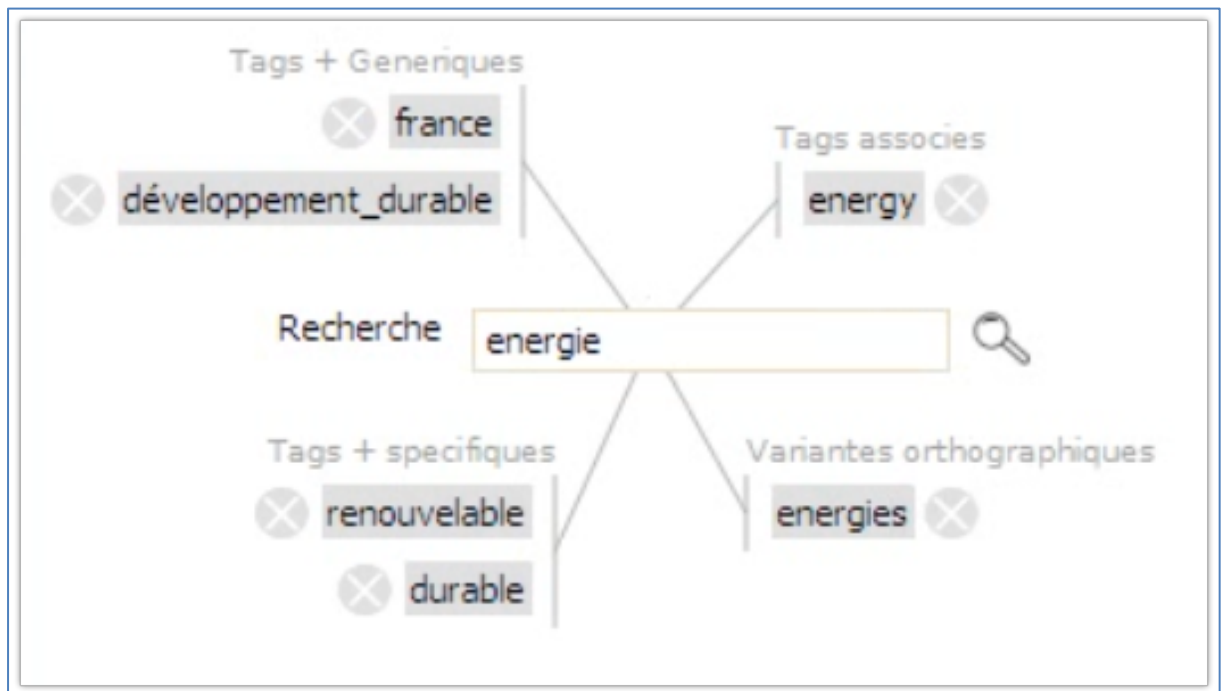 Tags + Generiques
france
développement_durable
Tags associes
energy
Recherche
energie
Tags + specifiques
renouvelable
durable
Variantes orthographiques
energies